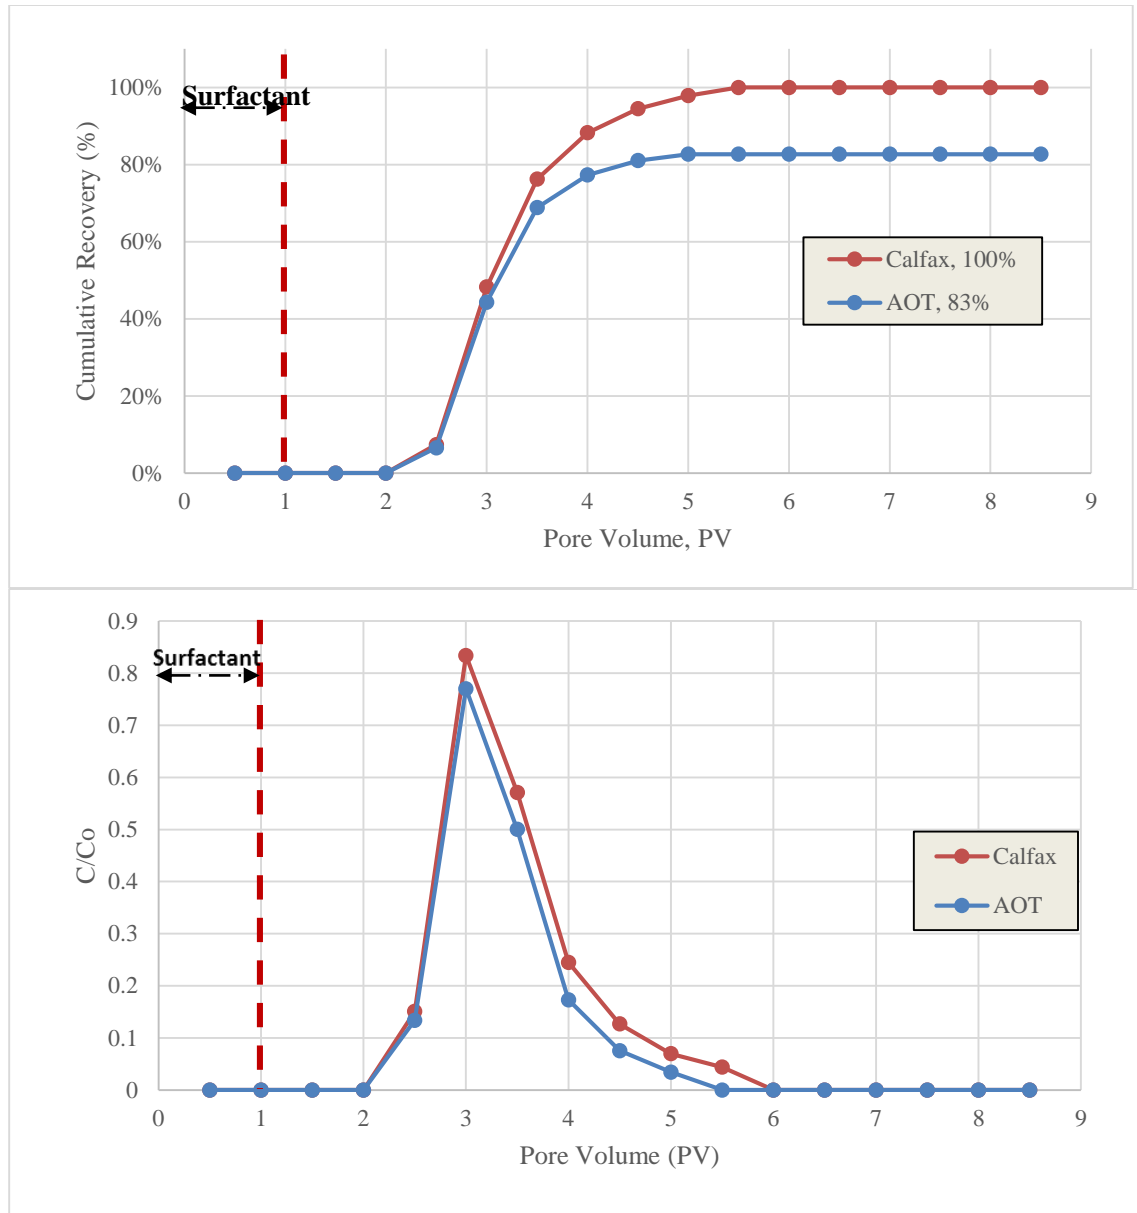 Surfactant
100%
80%
60%
40%
20%
0%
Cumulative Recovery (%)
Calfax, 100%
AOT, 83%
0 1 2 3 4 5 6 7 8 9
Pore Volume, PV
0.9
0.8
0.7
0.6
0.5
0.4
0.3
0.2
0.1
0
C/Co
Surfactant
Calfax
AOT
0 1 2 3 4 5 6 7 8 9
Pore Volume (PV)